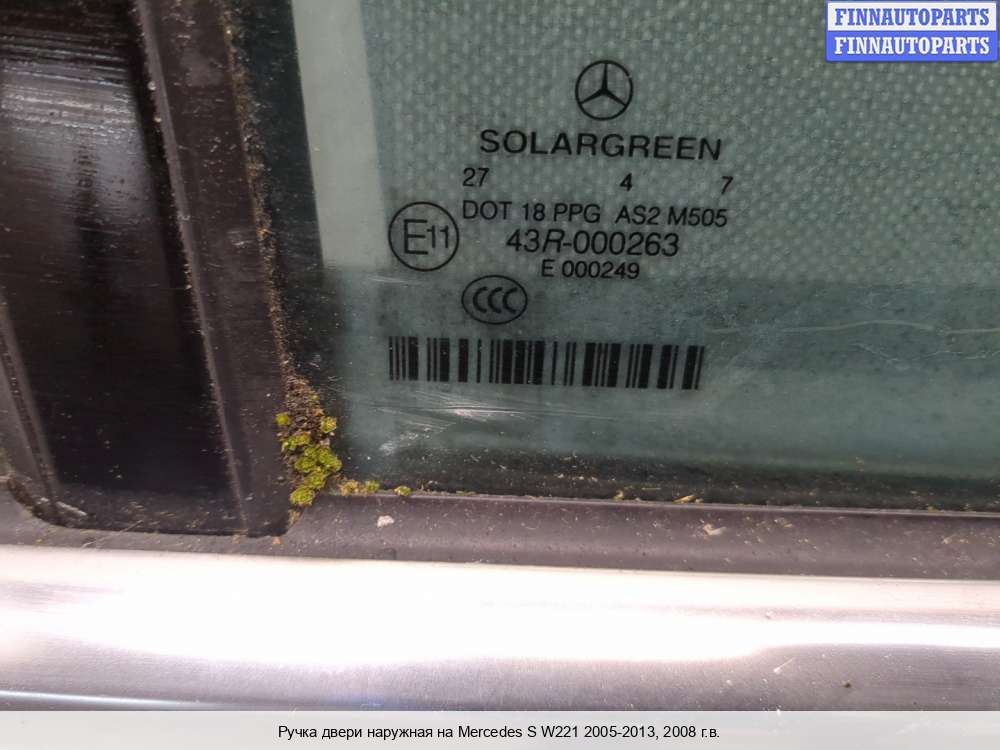 FINNAUTOPARTS
FINNAUTOPARTS
SOLARGREEN
27 4 7
DOT 18 PPG AS2 M505
E11
43R-000263
E 000249
CCC
Ручка двери наружная на Mercedes S W221 2005-2013, 2008 г.в.